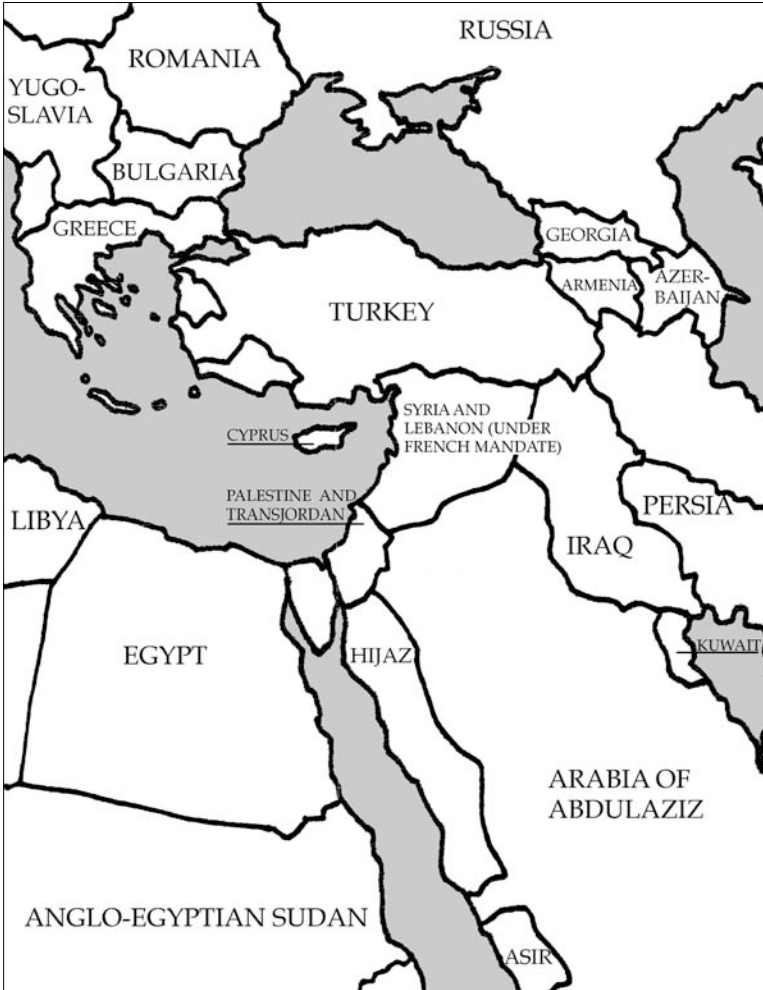 RUSSIA
ROMANIA
YUGO-
SLAVIA
BULGARIA
GREECE
GEORGIA
ARMENIA
AZER-
BAIJAN
TURKEY
SYRIA AND
LEBANON (UNDER
FRENCH MANDATE)
CYPRUS
PALESTINE AND
TRANSJORDAN
LIBYA
PERSIA
IRAQ
EGYPT
HIJAZ
KUWAIT
ARABIA OF
ABDULAZIZ
ANGLO-EGYPTIAN SUDAN
ASIR